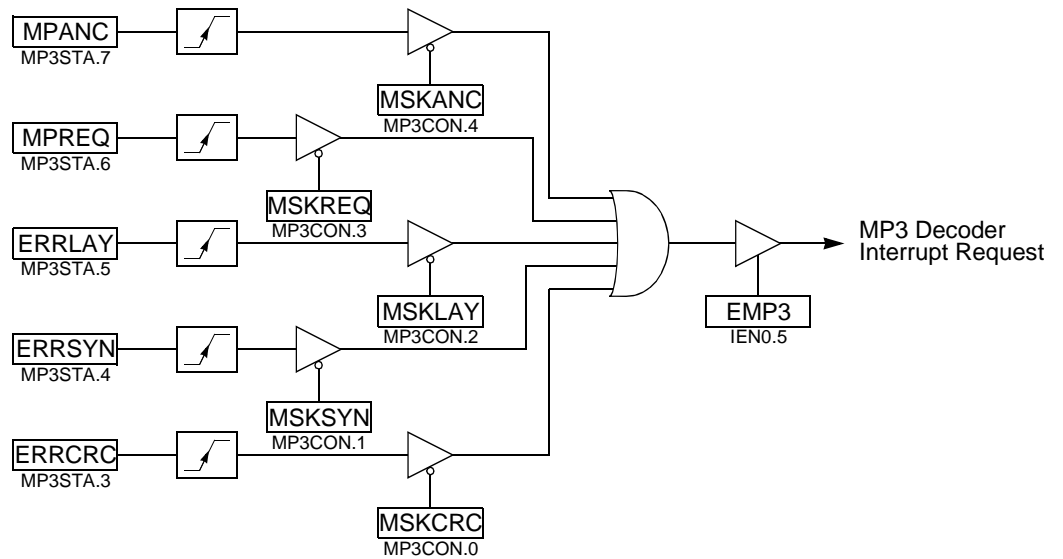 MPANC
MP3STA.7
MSKANC
MP3CON.4
MPREQ
MP3STA.6
MSKREQ
MP3CON.3
ERRLAY
MP3STA.5
MSKLAY
MP3CON.2
MP3 Decoder
Interrupt Request
EMP3
IEN0.5
ERRSYN
MP3STA.4
MSKSYN
MP3CON.1
ERRCRC
MP3STA.3
MSKCRC
MP3CON.0